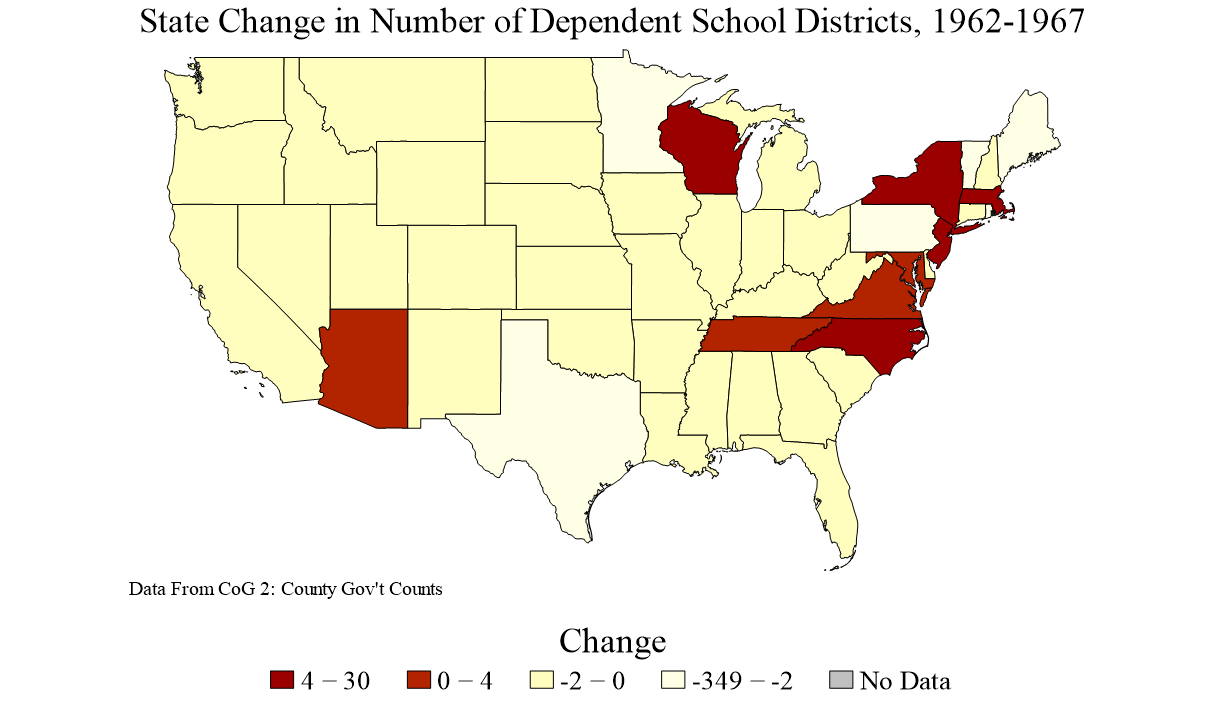 State Change in Number of Dependent School Districts, 1962-1967
Data From CoG 2: County Gov't Counts
Change
4 – 30 0 – 4 -2 – 0 -349 – -2 No Data